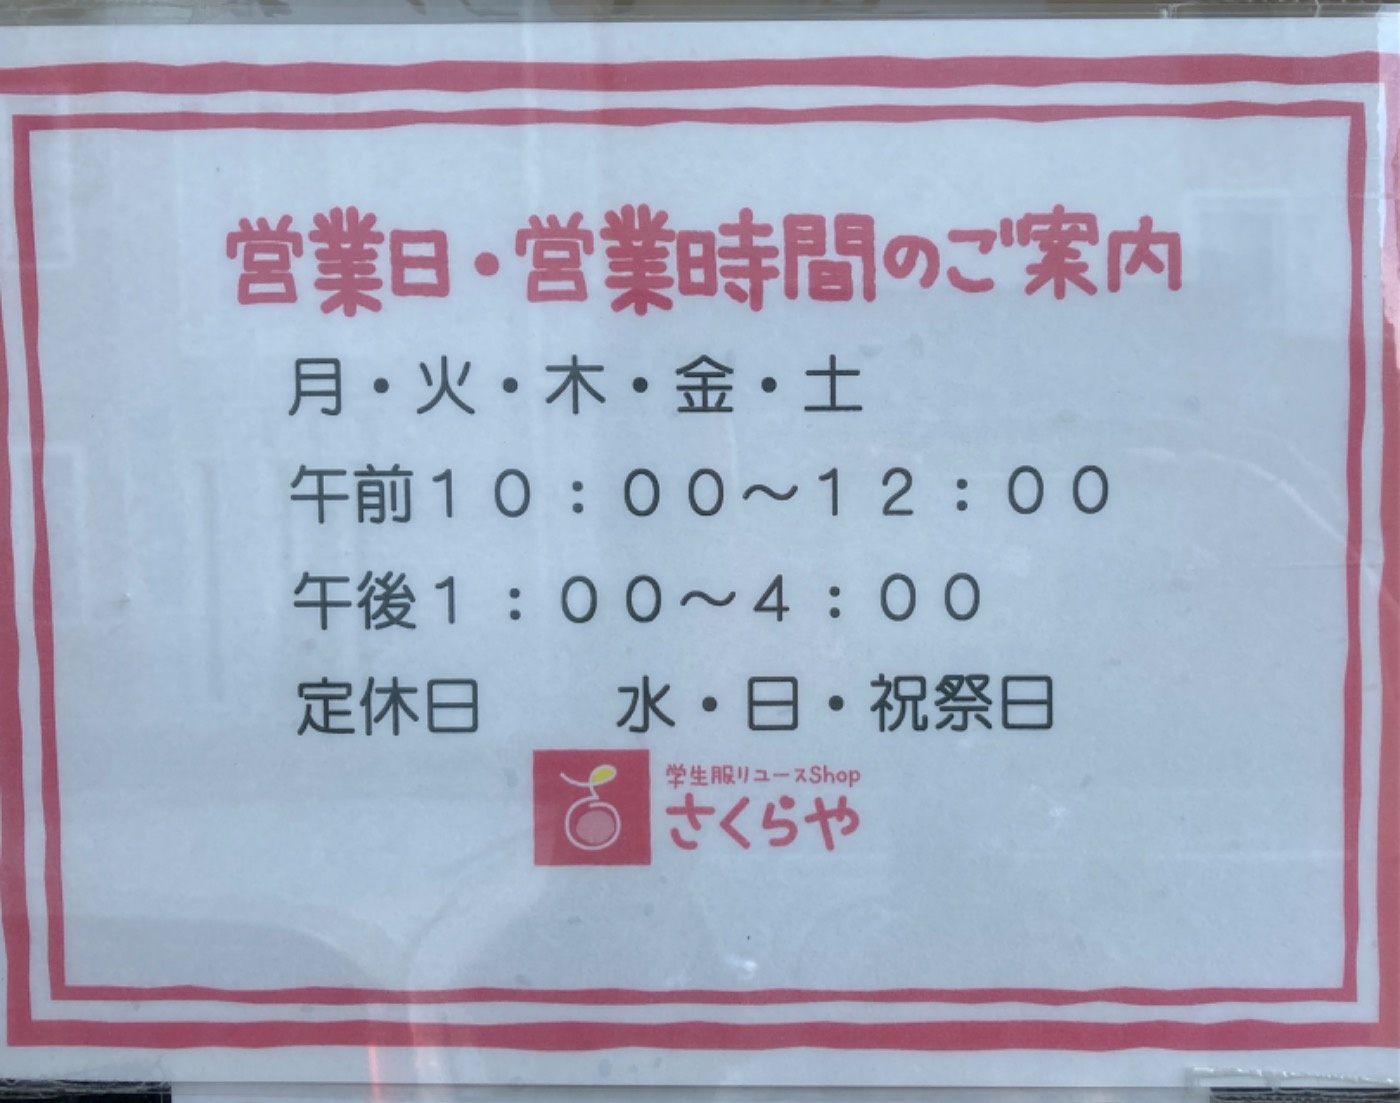 営業日・営業時間のご案内
月・火・木・金・土
午前１０：００～１２：００
午後１：００～４：００
定休日　　水・日・祝祭日
学生服リユースShop
さくらや